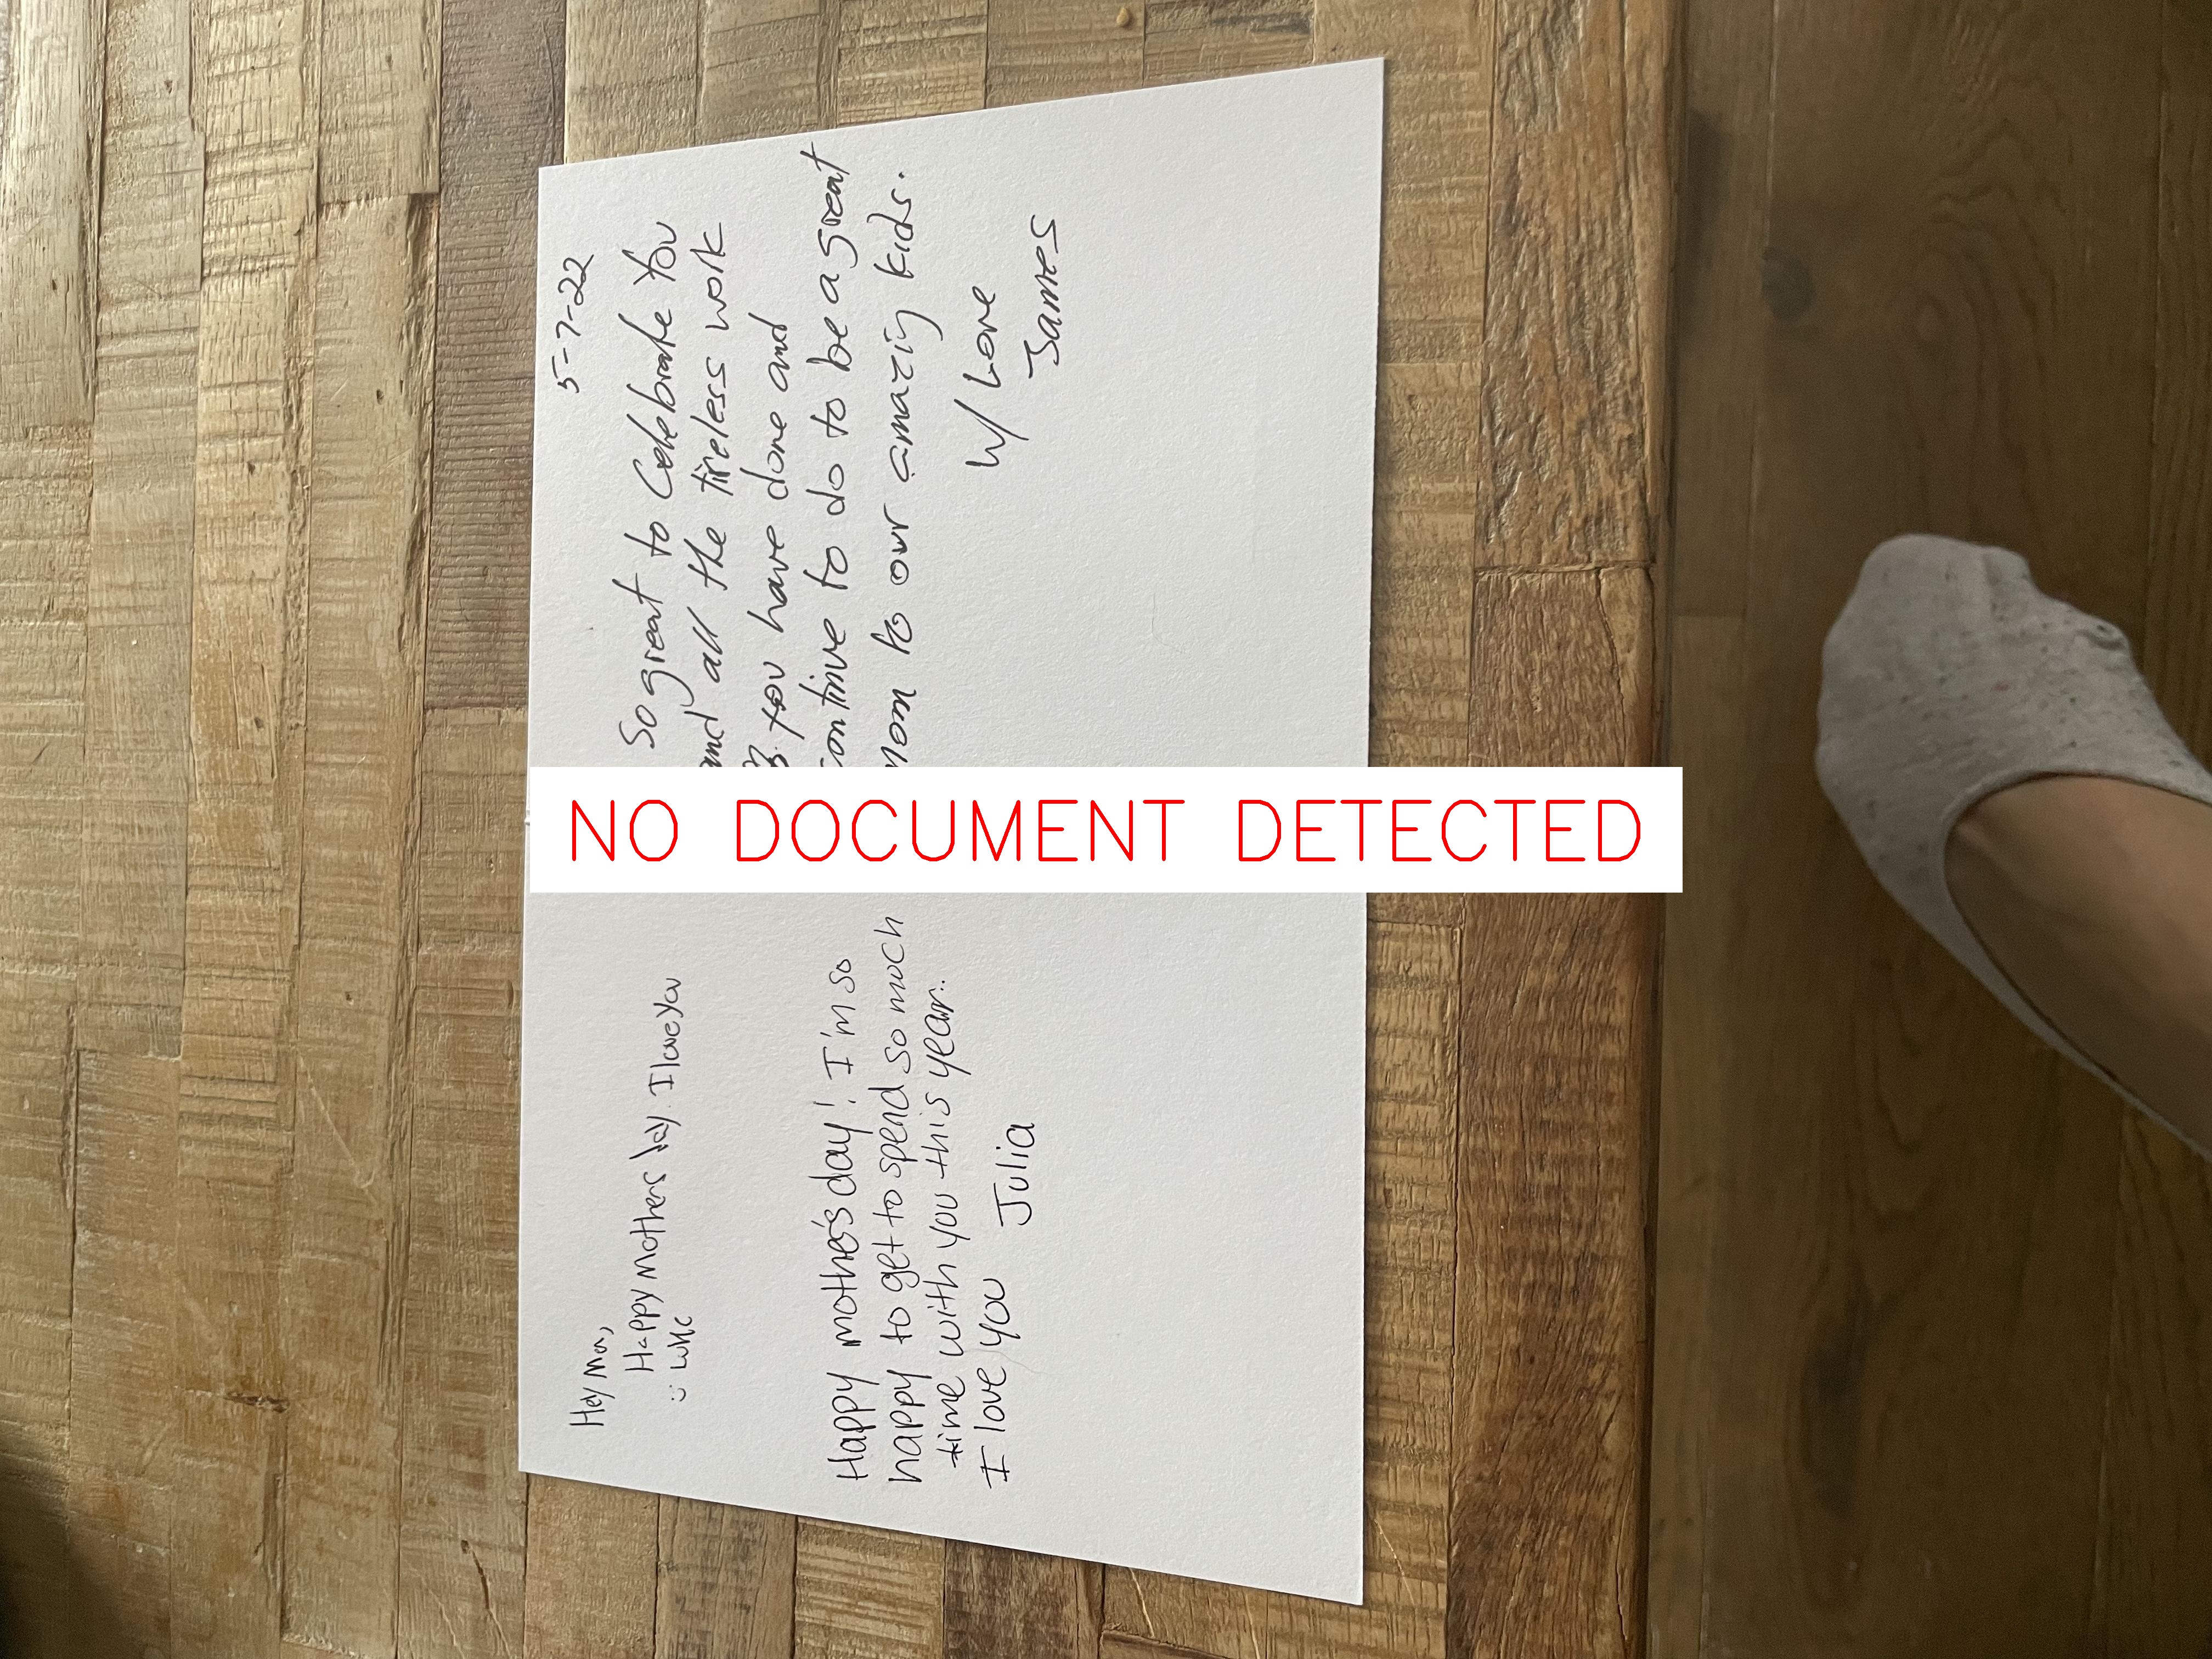 Hey Mom,
Happy Mothers Day I love you
:) Luke
Happy mother's day! I'm so
happy to get to spend so much
time with you this year.
I love you Julia
5-7-22
So great to Celebrate You
and all the tireless work
you have done and
continue to do to be a great
Mom to our amazing kids.
W/ Love
James
NO DOCUMENT DETECTED